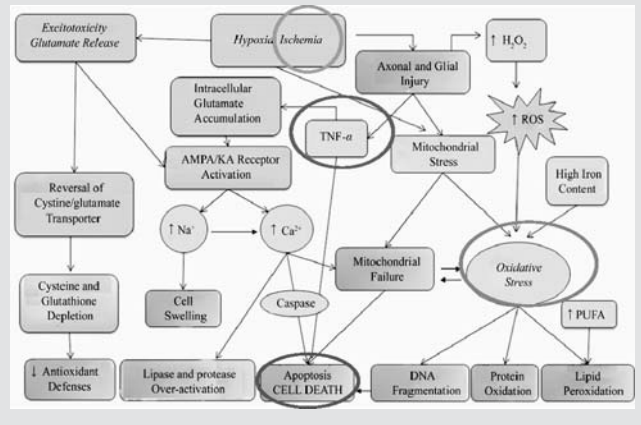 Excitotoxicity
Glutamate Release
Hypoxia Ischemia
↑ H₂O₂
Axonal and Glial
Injury
Intracellular
Glutamate
Accumulation
TNF-α
↑ ROS
Mitochondrial
Stress
AMPA/KA Receptor
Activation
High Iron
Content
Reversal of
Cystine/glutamate
Transporter
↑ Na⁺
↑ Ca²⁺
Mitochondrial
Failure
Oxidative
Stress
Cysteine and
Glutathione
Depletion
Cell
Swelling
Caspase
↑ PUFA
↓ Antioxidant
Defenses
Lipase and protease
Over-activation
Apoptosis
CELL DEATH
DNA
Fragmentation
Protein
Oxidation
Lipid
Peroxidation